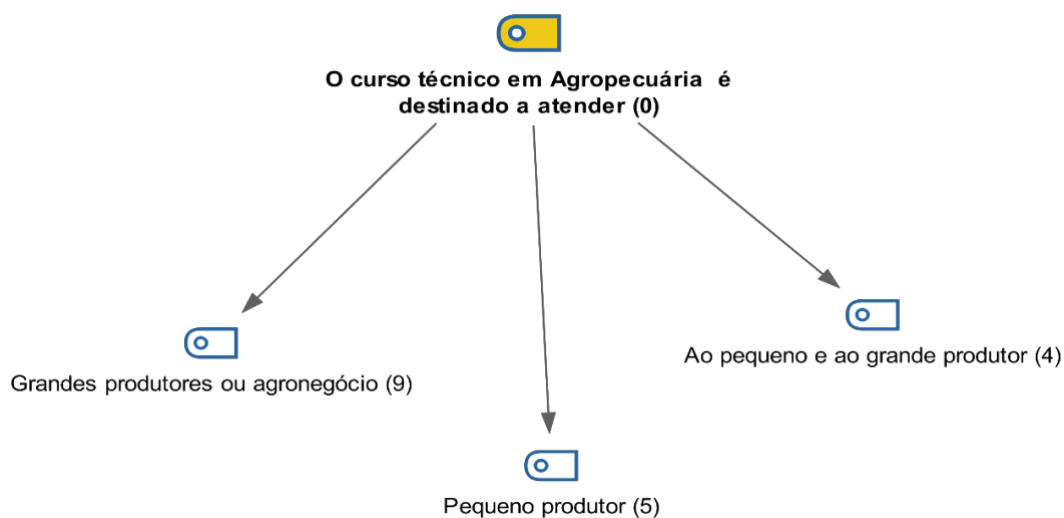 O curso técnico em Agropecuária é
destinado a atender (0)
Grandes produtores ou agronegócio (9)
Ao pequeno e ao grande produtor (4)
Pequeno produtor (5)